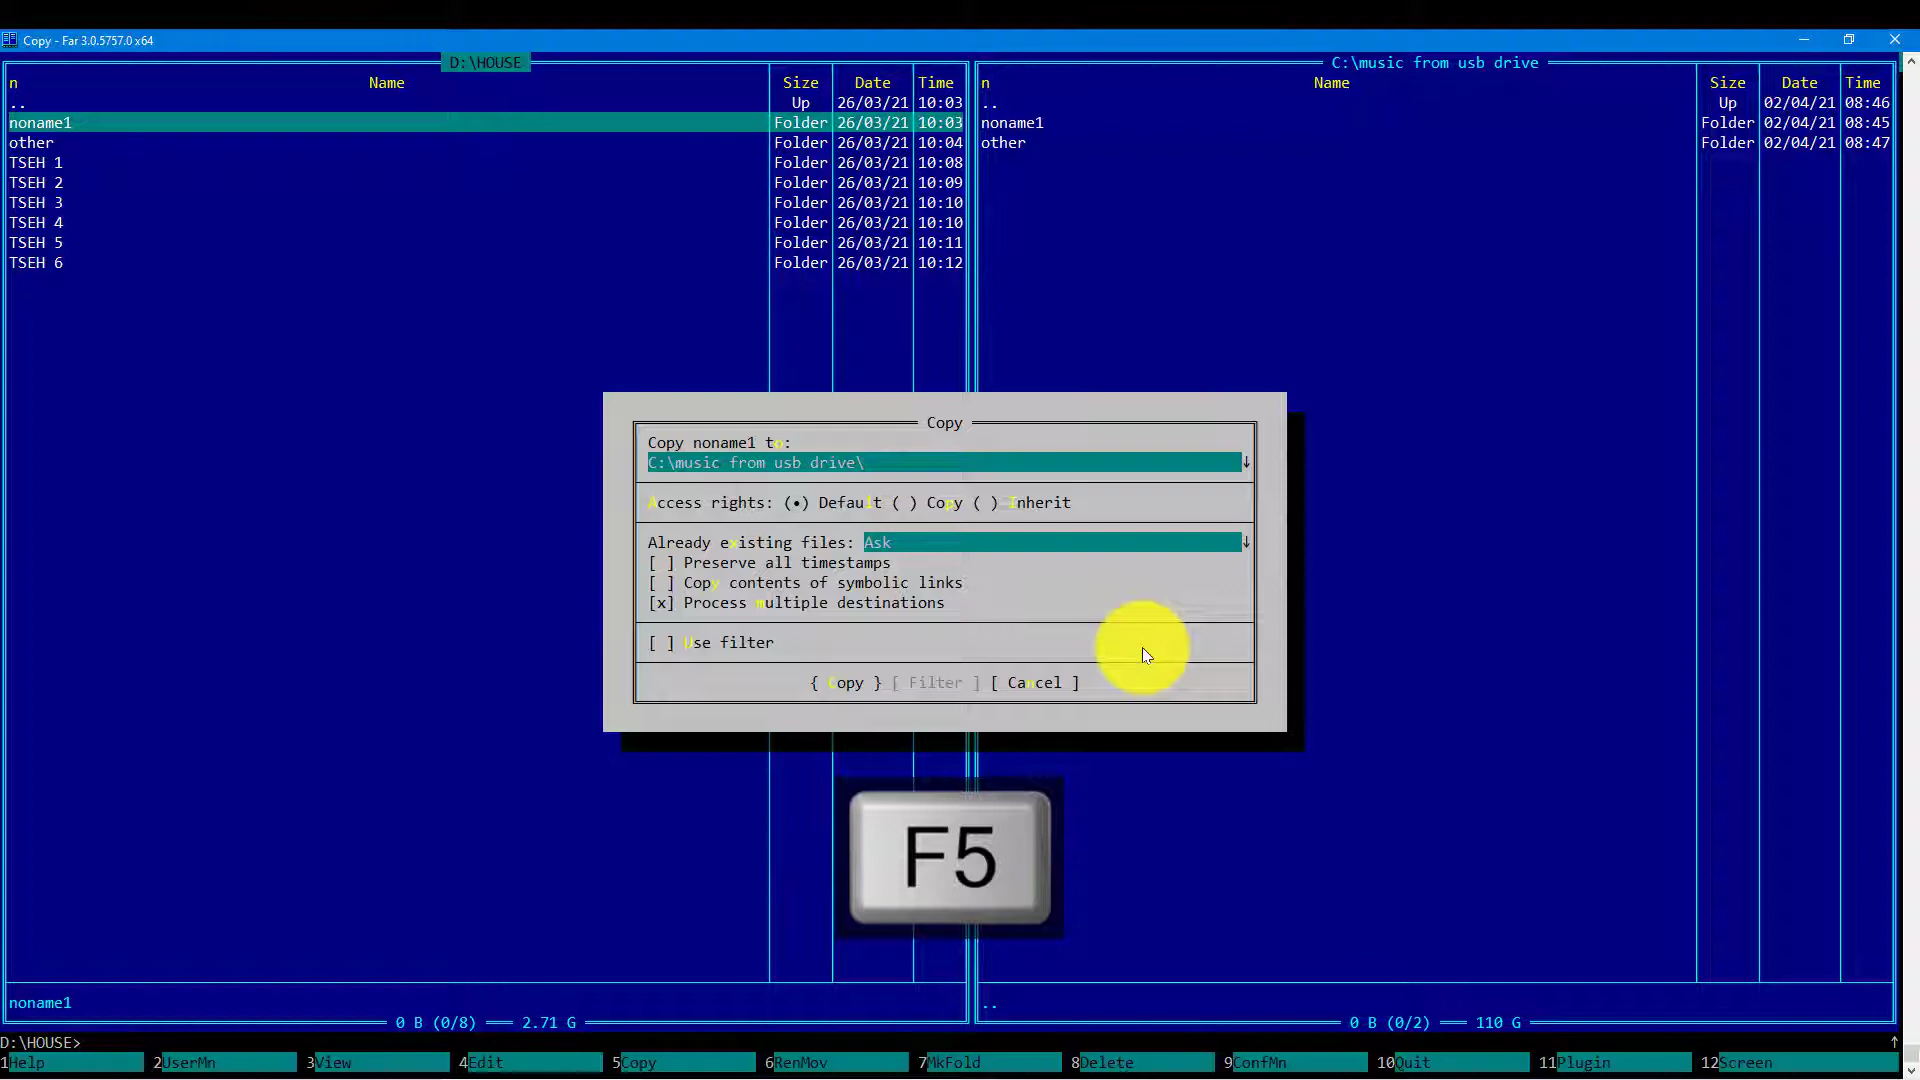 Copy - Far 3.0.5757.0 x64
D:\HOUSE
C:\music from usb drive
n Name Size Date Time
.. Up 26/03/21 10:03
noname1 Folder 26/03/21 10:03
other Folder 26/03/21 10:04
TSEH 1 Folder 26/03/21 10:08
TSEH 2 Folder 26/03/21 10:09
TSEH 3 Folder 26/03/21 10:10
TSEH 4 Folder 26/03/21 10:10
TSEH 5 Folder 26/03/21 10:11
TSEH 6 Folder 26/03/21 10:12
n Name Size Date Time
.. Up 02/04/21 08:46
noname1 Folder 02/04/21 08:45
other Folder 02/04/21 08:47
Copy
Copy noname1 to:
C:\music from usb drive\
Access rights: (•) Default ( ) Copy ( ) Inherit
Already existing files: Ask
[ ] Preserve all timestamps
[ ] Copy contents of symbolic links
[x] Process multiple destinations
[ ] Use filter
{ Copy } [ Filter ] [ Cancel ]
F5
noname1
..
0 B (0/8) 2.71 G
0 B (0/2) 110 G
D:\HOUSE>
1Help 2UserMn 3View 4Edit 5Copy 6RenMov 7MkFold 8Delete 9ConfMn 10Quit 11Plugin 12Screen